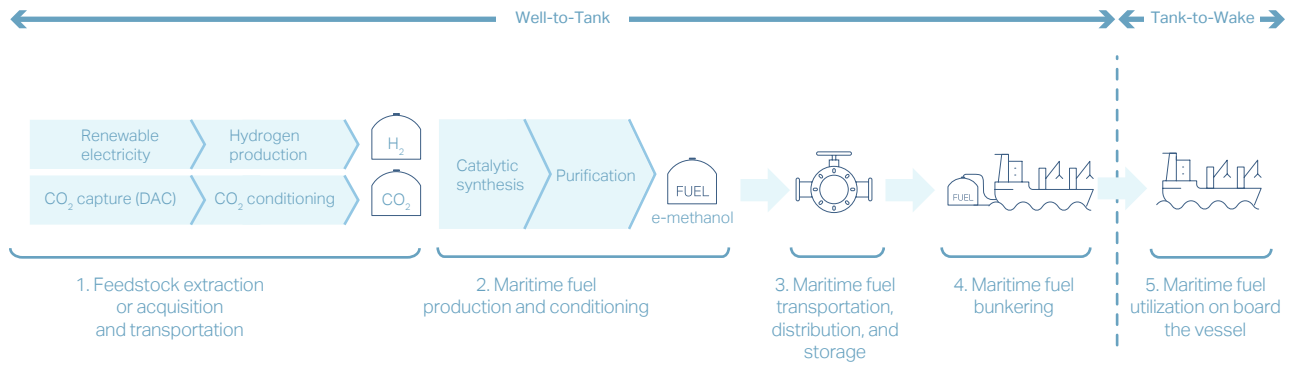 Well-to-Tank
Tank-to-Wake
Renewable
electricity
Hydrogen
production
H₂
CO₂ capture (DAC)
CO₂ conditioning
CO₂
Catalytic
synthesis
Purification
FUEL
e-methanol
FUEL
1. Feedstock extraction
or acquisition
and transportation
2. Maritime fuel
production and conditioning
3. Maritime fuel
transportation,
distribution, and
storage
4. Maritime fuel
bunkering
5. Maritime fuel
utilization on board
the vessel